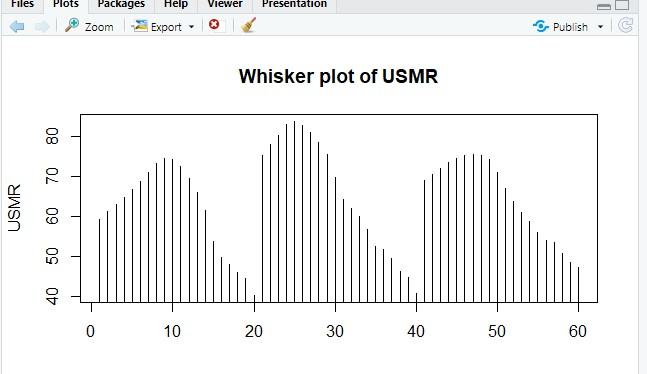 Files Plots Packages Help Viewer Presentation
Zoom Export Publish
Whisker plot of USMR
USMR
80
70
60
50
40
0 10 20 30 40 50 60